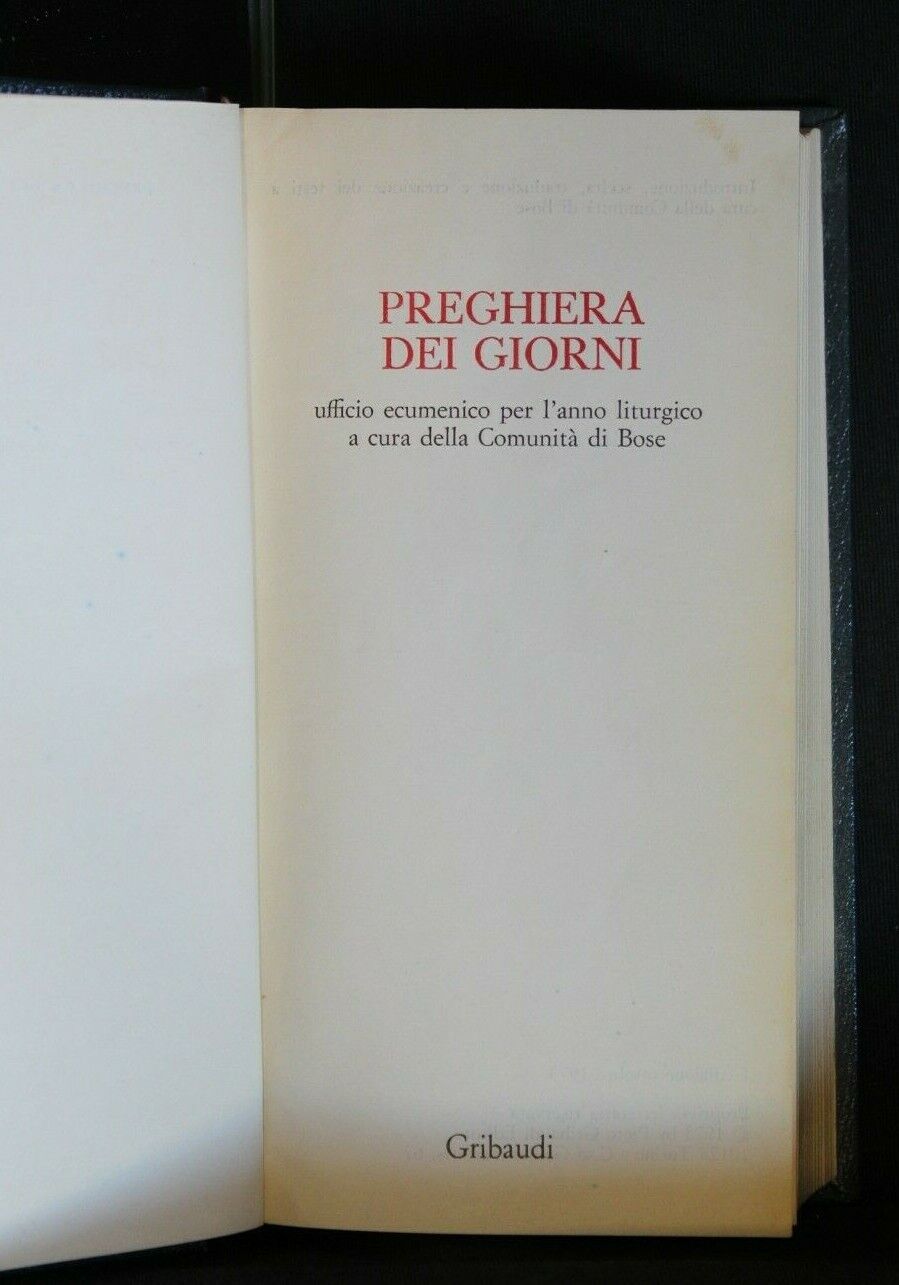 PREGHIERA
DEI GIORNI
ufficio ecumenico per l'anno liturgico
a cura della Comunità di Bose
Gribaudi